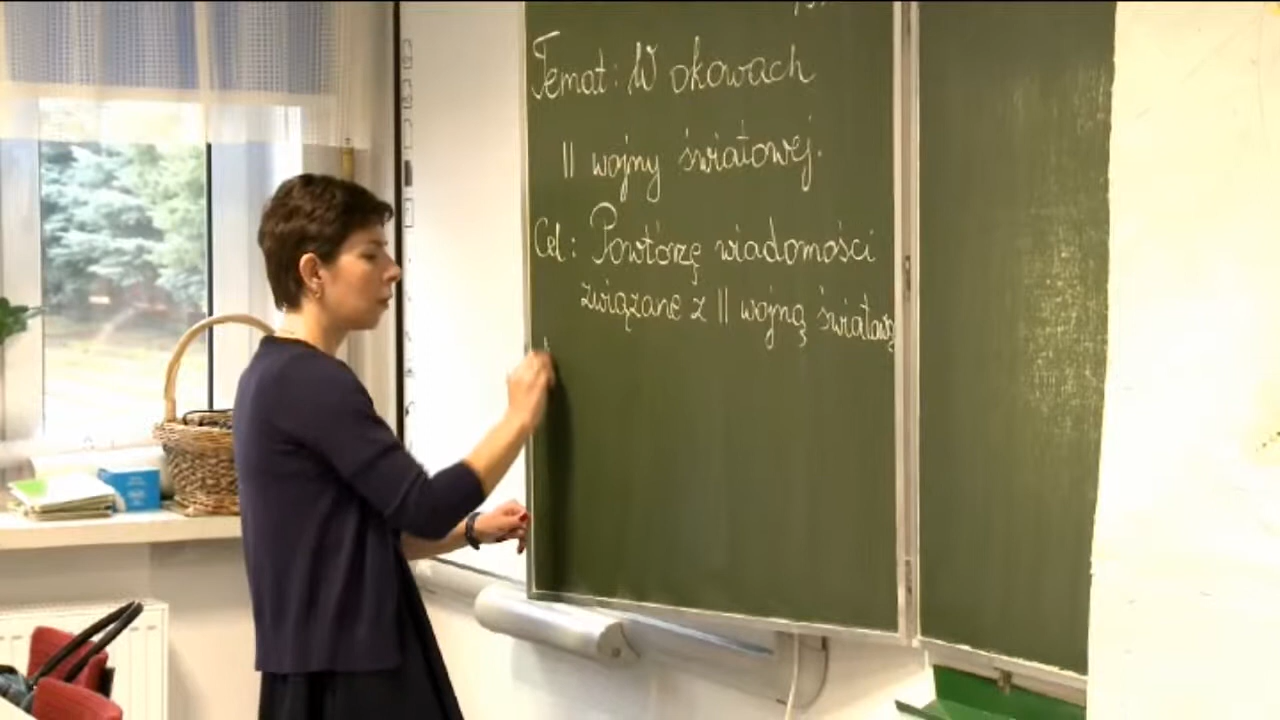 Temat: W okowach
II wojny światowej.
Cel: Powtórzę wiadomości
związane z II wojną światową